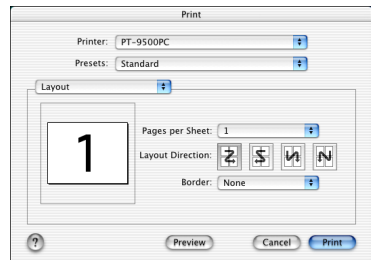 Print
Printer: PT-9500PC
Presets: Standard
Layout
1
Pages per Sheet: 1
Layout Direction:
Border: None
? Preview Cancel Print